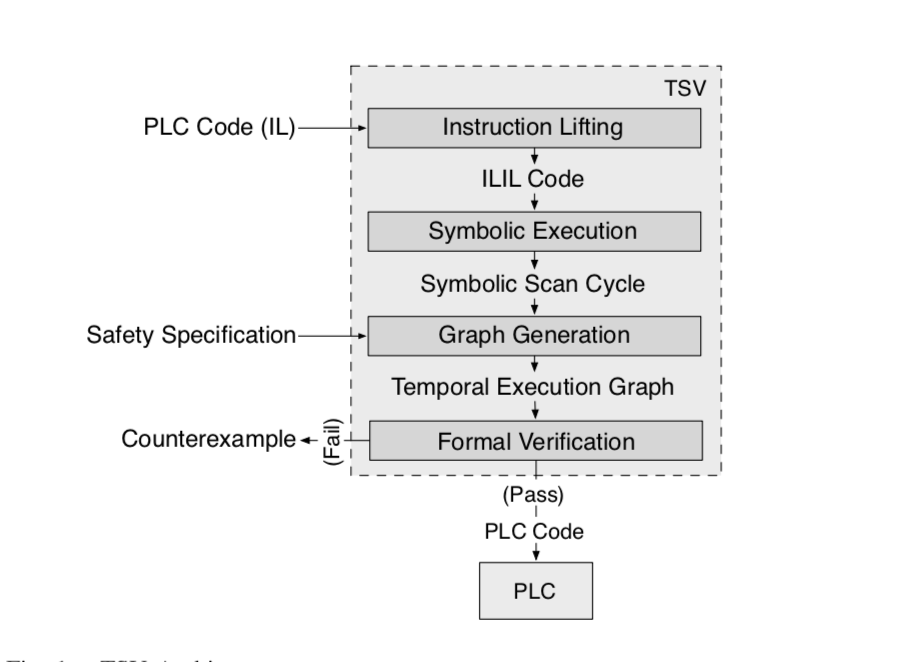 TSV
PLC Code (IL)
Instruction Lifting
ILIL Code
Symbolic Execution
Symbolic Scan Cycle
Safety Specification
Graph Generation
Temporal Execution Graph
Counterexample
(Fail)
Formal Verification
(Pass)
PLC Code
PLC